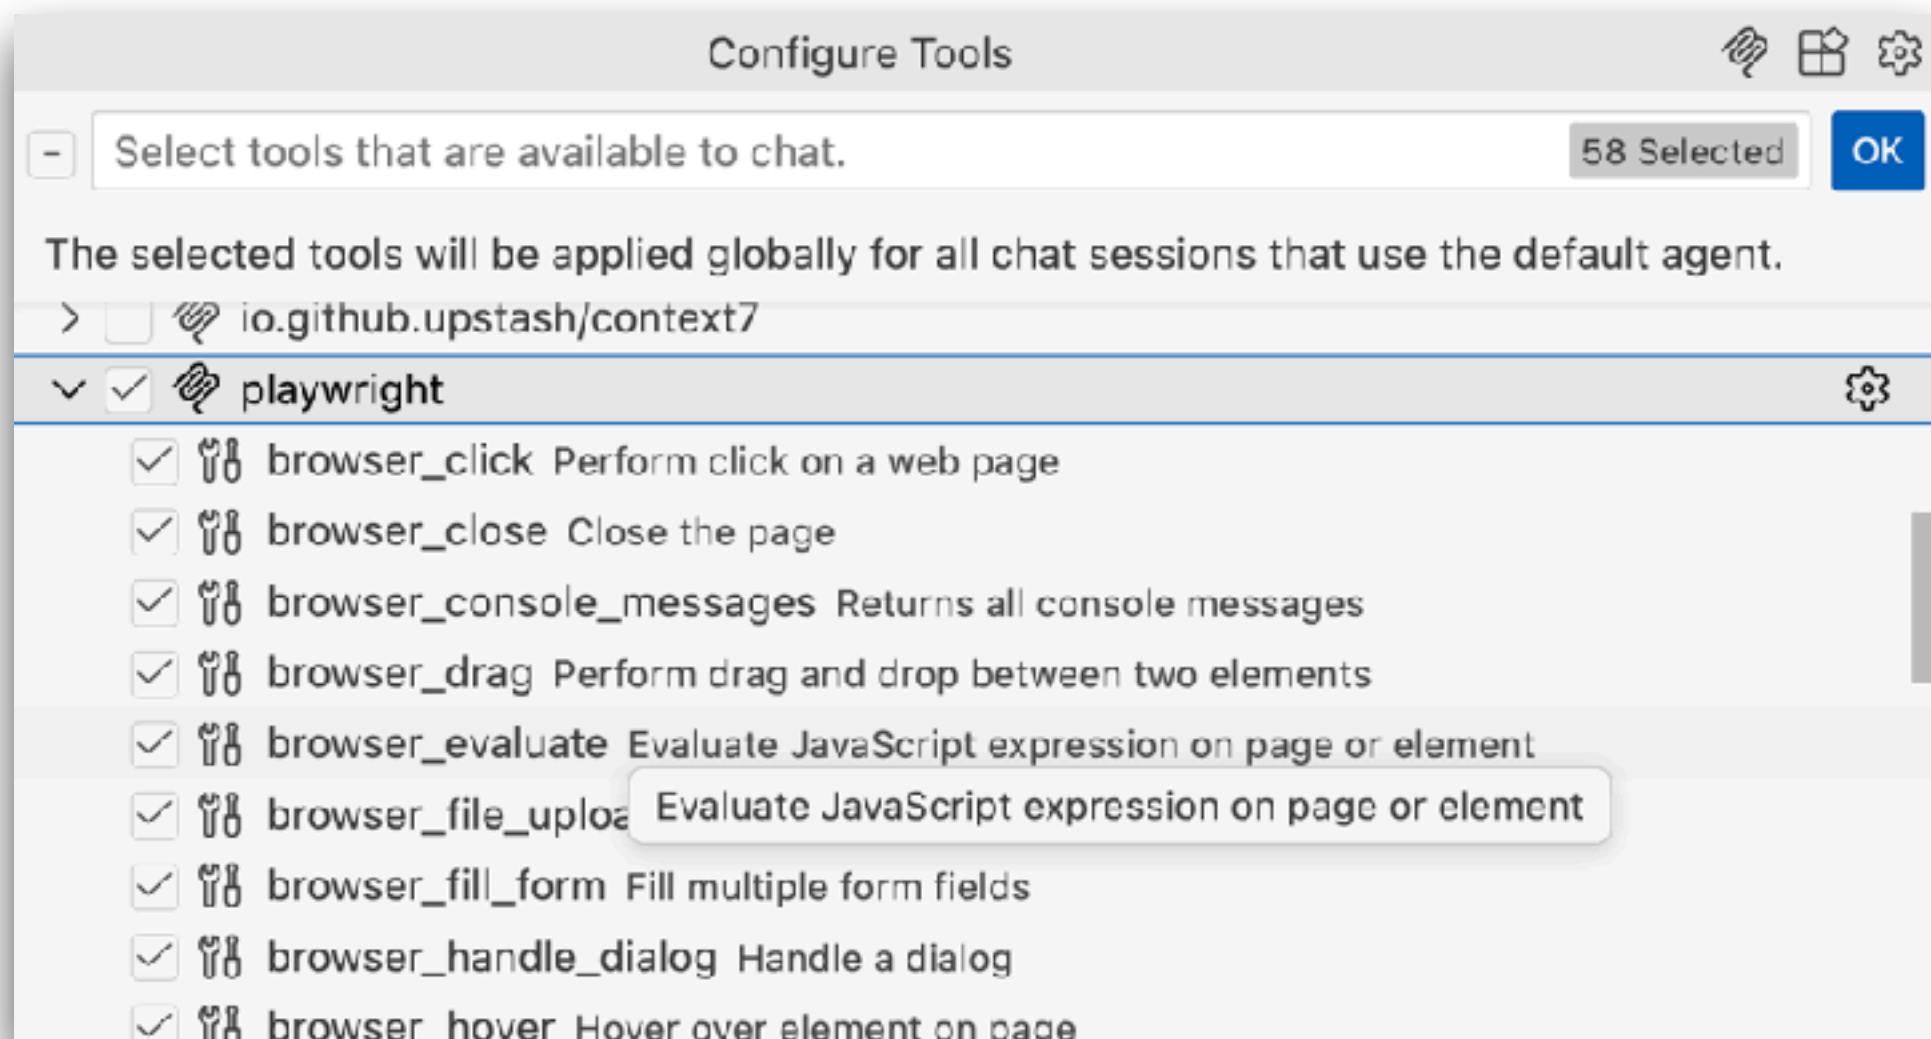 Configure Tools
Select tools that are available to chat. 58 Selected OK
The selected tools will be applied globally for all chat sessions that use the default agent.
io.github.upstash/context7
playwright
browser_click Perform click on a web page
browser_close Close the page
browser_console_messages Returns all console messages
browser_drag Perform drag and drop between two elements
browser_evaluate Evaluate JavaScript expression on page or element
Evaluate JavaScript expression on page or element
browser_file_uploa
browser_fill_form Fill multiple form fields
browser_handle_dialog Handle a dialog
browser_hover Hover over element on page